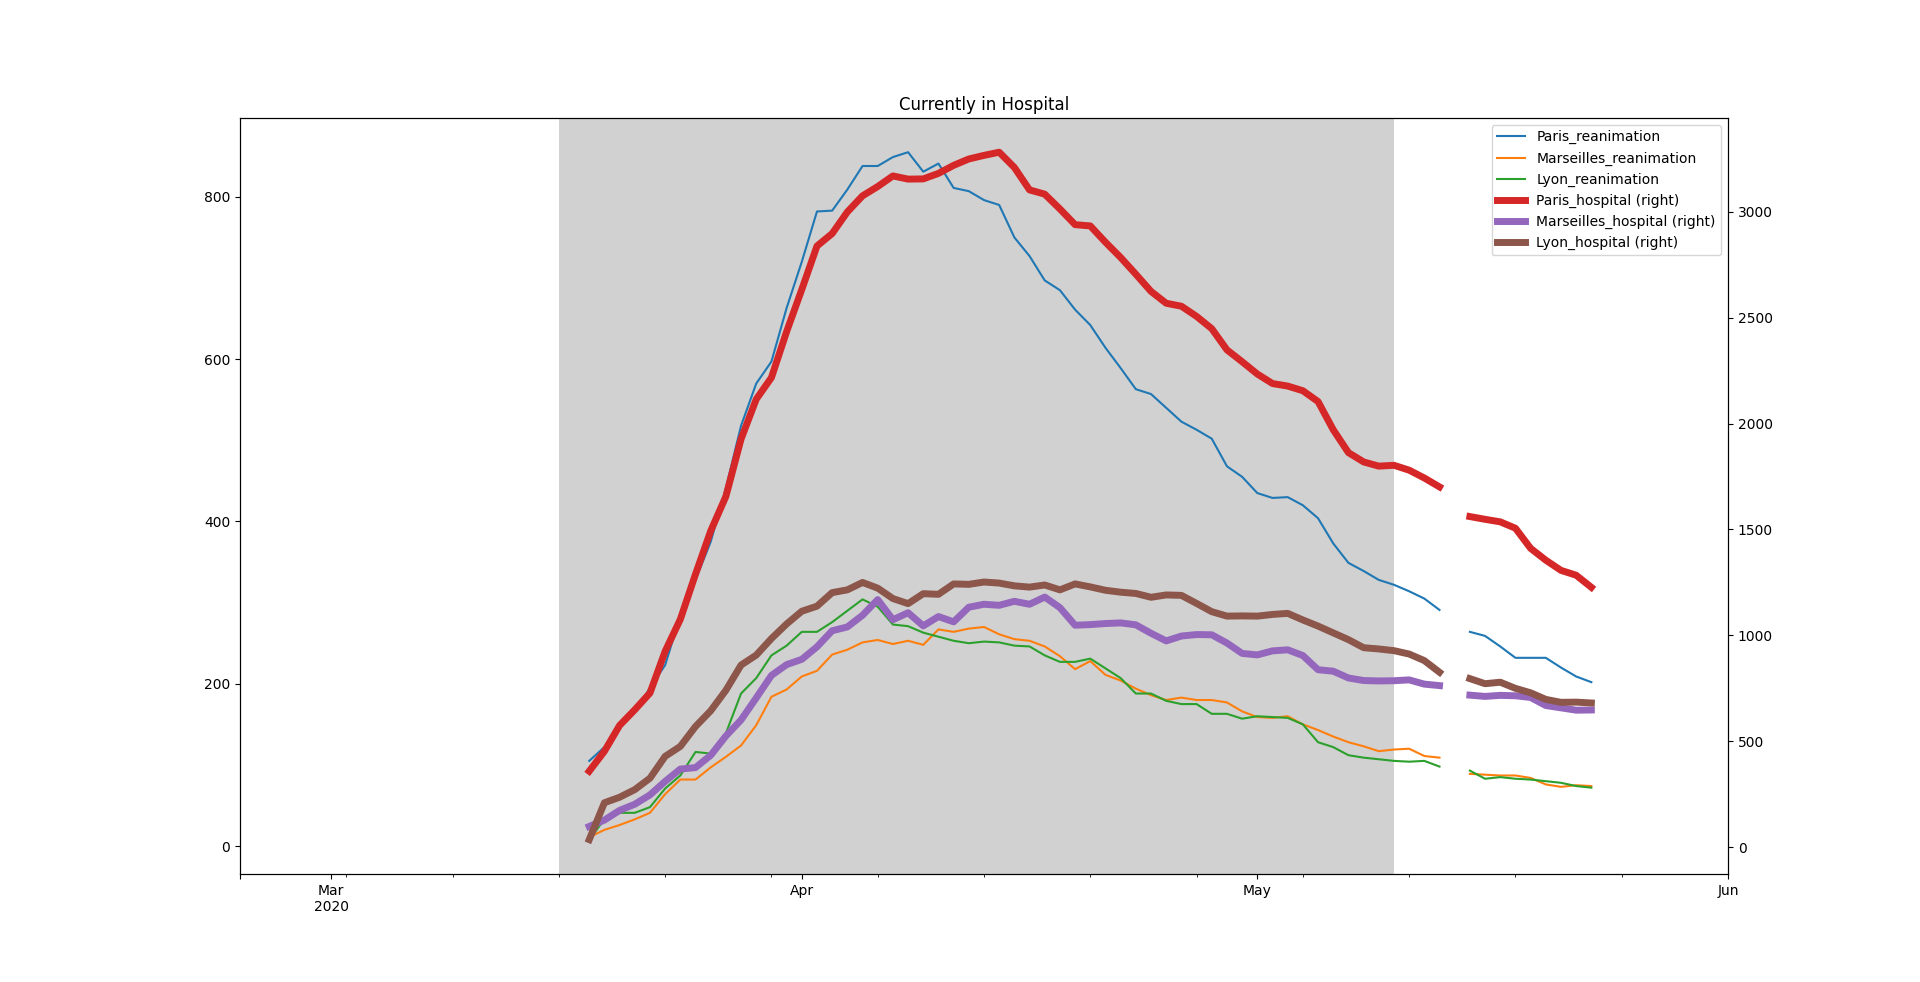 Currently in Hospital
Paris_reanimation
Marseilles_reanimation
Lyon_reanimation
Paris_hospital (right)
Marseilles_hospital (right)
Lyon_hospital (right)
800
600
400
200
0
3000
2500
2000
1500
1000
500
0
Mar
2020
Apr
May
Jun